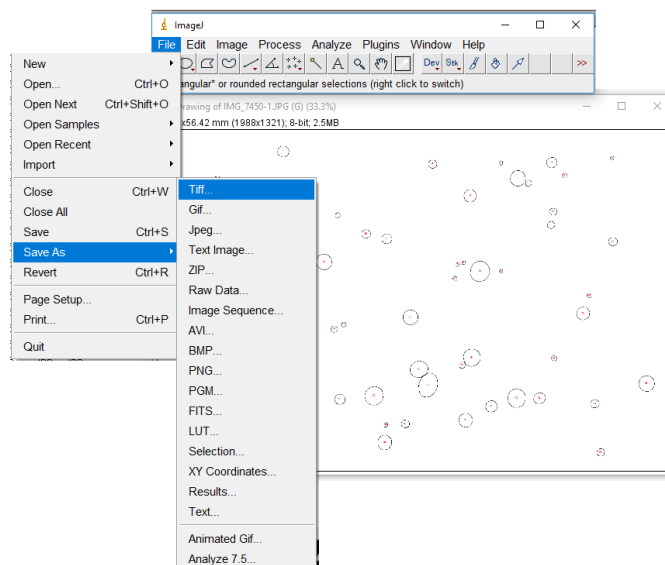 ImageJ
File Edit Image Process Analyze Plugins Window Help
Dev Stk >>
angular* or rounded rectangular selections (right click to switch)
New
Open... Ctrl+O
Open Next Ctrl+Shift+O
Open Samples
Open Recent
Import
Close Ctrl+W
Close All
Save Ctrl+S
Save As
Revert Ctrl+R
Page Setup...
Print... Ctrl+P
Quit
Drawing of IMG_7450-1.JPG (G) (33.3%)
x56.42 mm (1988x1321); 8-bit; 2.5MB
Tiff...
Gif...
Jpeg...
Text Image...
ZIP...
Raw Data...
Image Sequence...
AVI...
BMP...
PNG...
PGM...
FITS...
LUT...
Selection...
XY Coordinates...
Results...
Text...
Animated Gif...
Analyze 7.5...